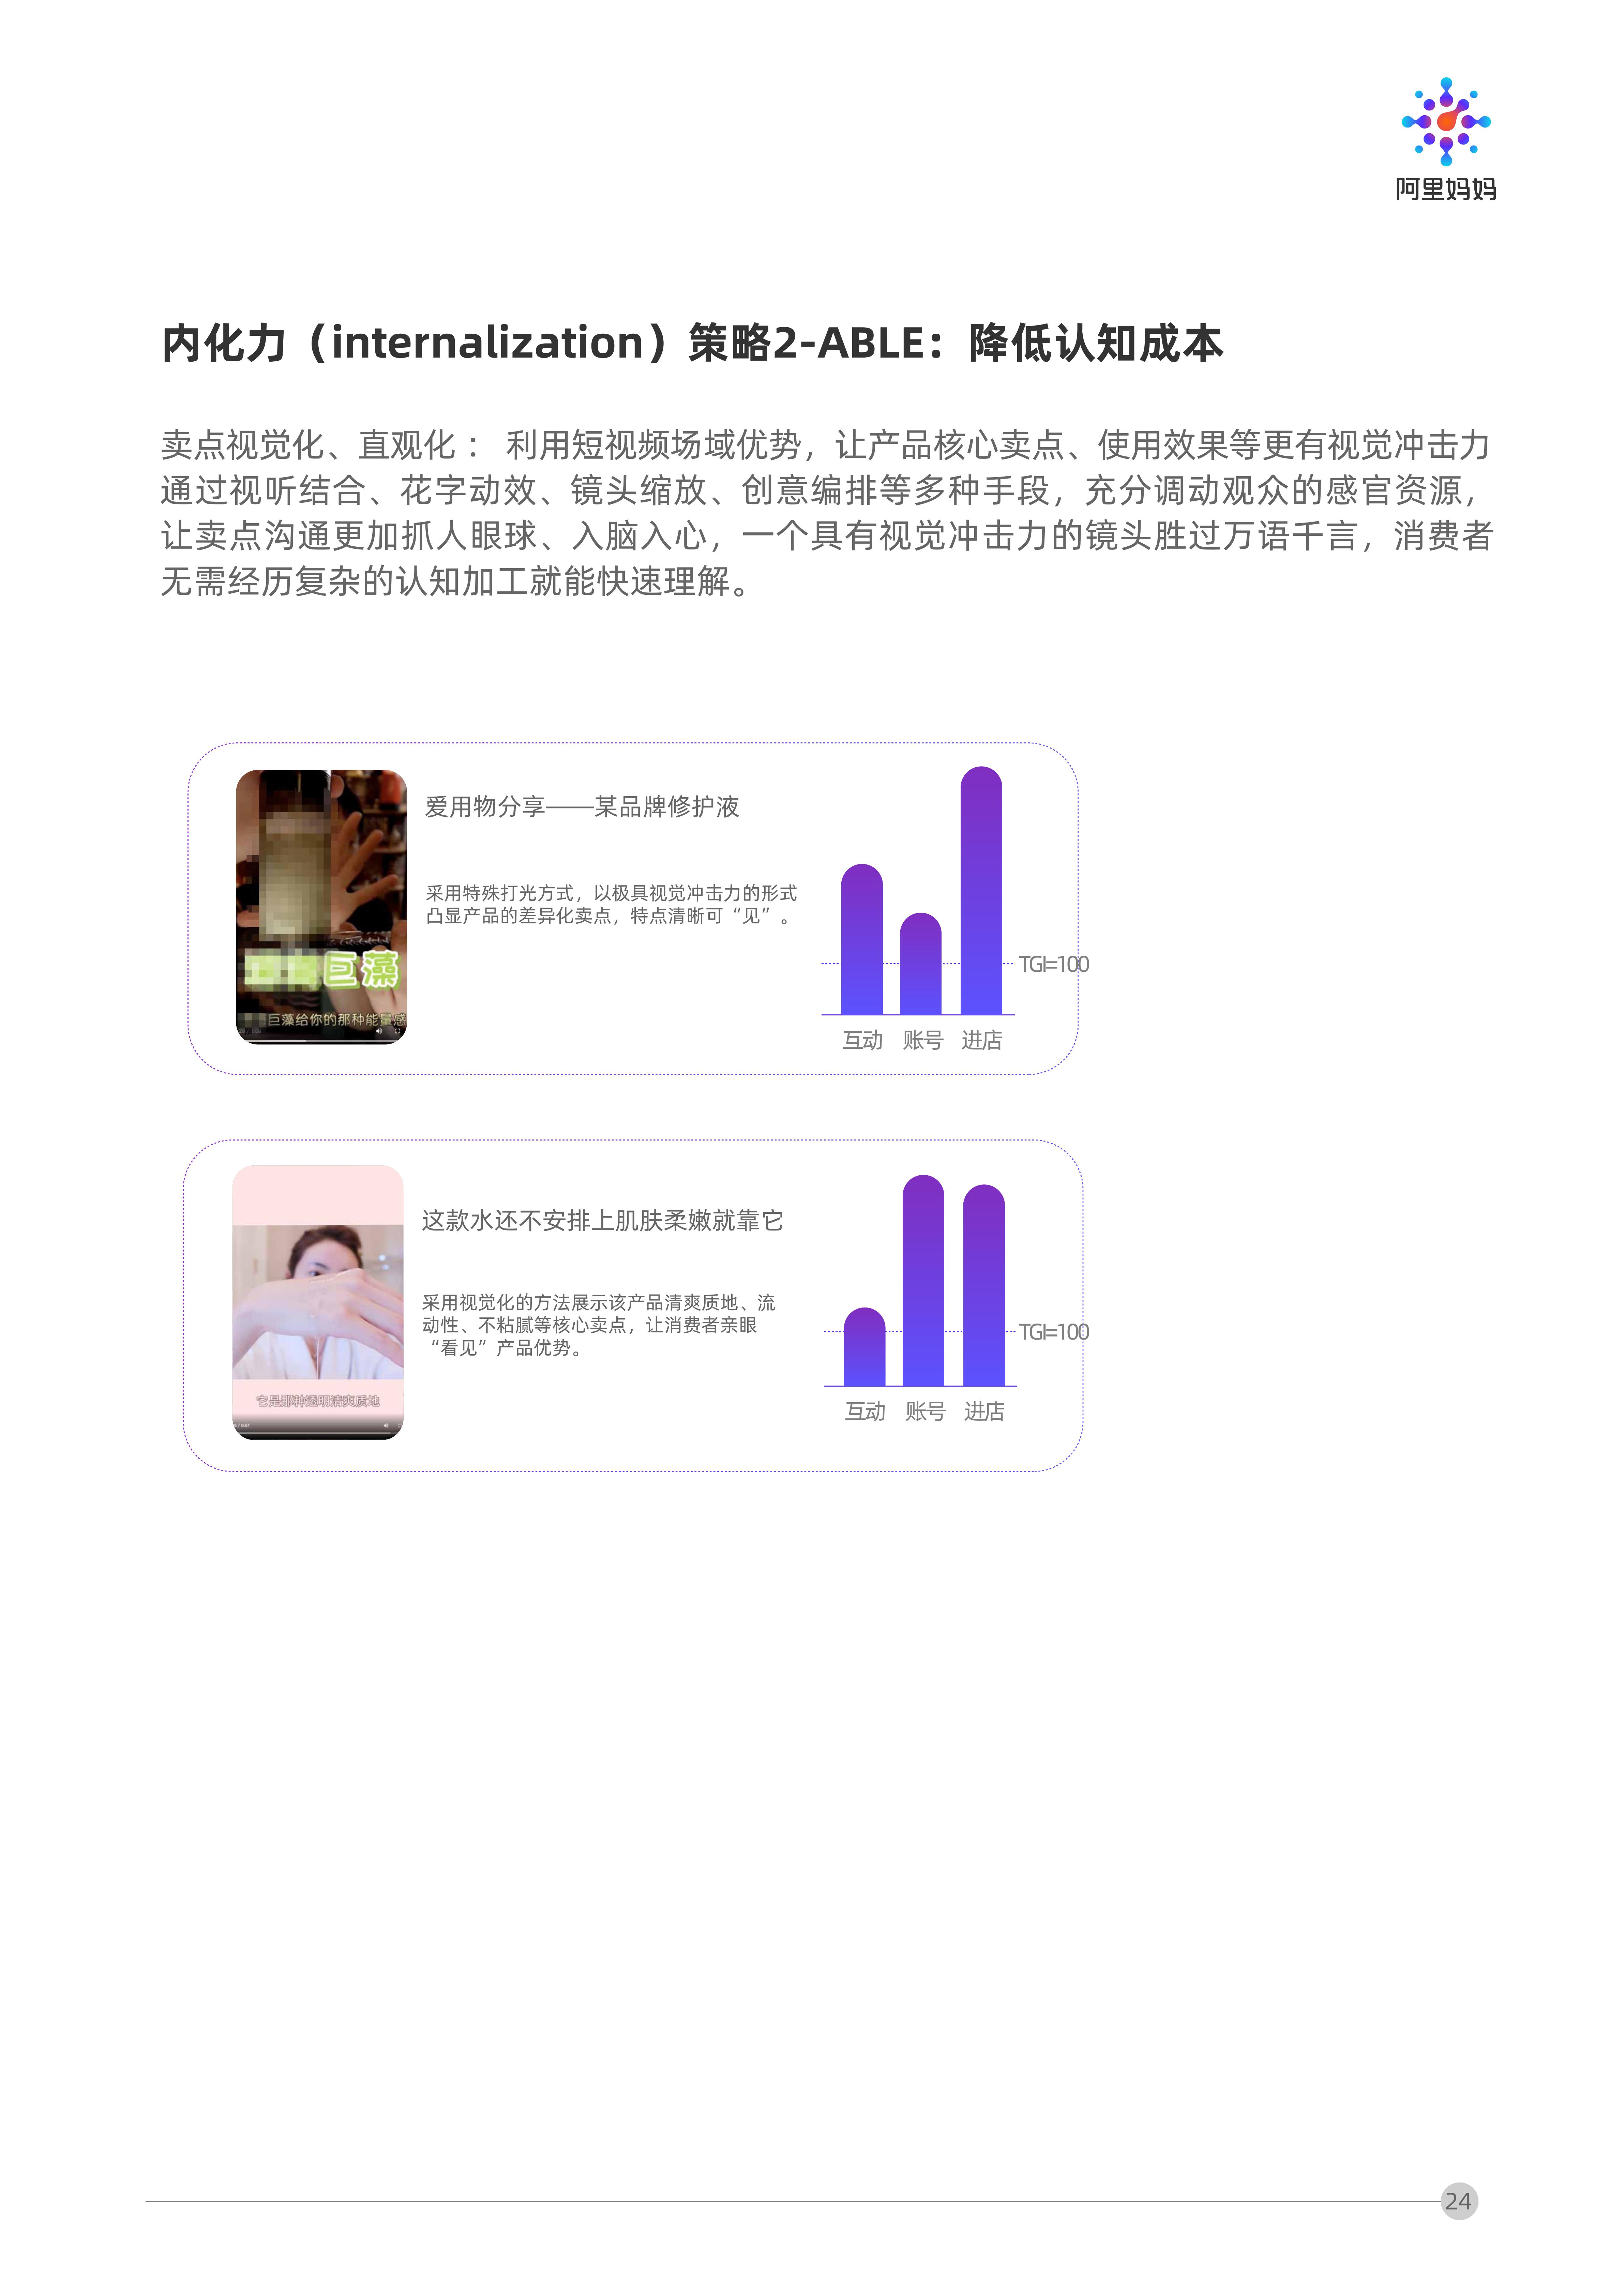 阿里妈妈
内化力（internalization）策略2-ABLE：降低认知成本
卖点视觉化、直观化： 利用短视频场域优势，让产品核心卖点、使用效果等更有视觉冲击力
通过视听结合、花字动效、镜头缩放、创意编排等多种手段，充分调动观众的感官资源，
让卖点沟通更加抓人眼球、入脑入心，一个具有视觉冲击力的镜头胜过万语千言，消费者
无需经历复杂的认知加工就能快速理解。
爱用物分享——某品牌修护液
采用特殊打光方式，以极具视觉冲击力的形式
凸显产品的差异化卖点，特点清晰可“见”。
巨藻
巨藻给你的那种能量感
TGI=100
互动 账号 进店
这款水还不安排上肌肤柔嫩就靠它
采用视觉化的方法展示该产品清爽质地、流
动性、不粘腻等核心卖点，让消费者亲眼
“看见”产品优势。
它是那种透明清爽质地
TGI=100
互动 账号 进店
24